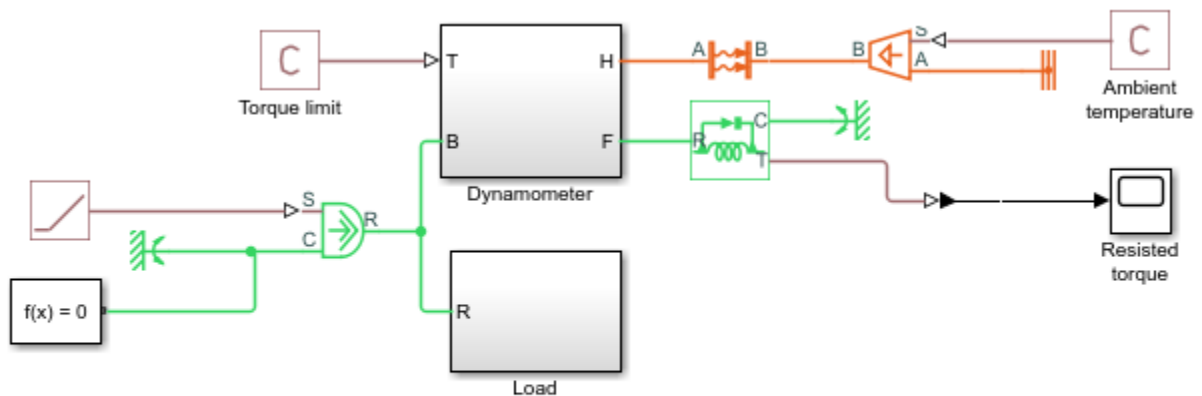 C
Torque limit
T
H
A
B
B
S
A
C
Ambient
temperature
B
F
R
C
T
Dynamometer
S
C
R
Resisted
torque
f(x) = 0
R
Load